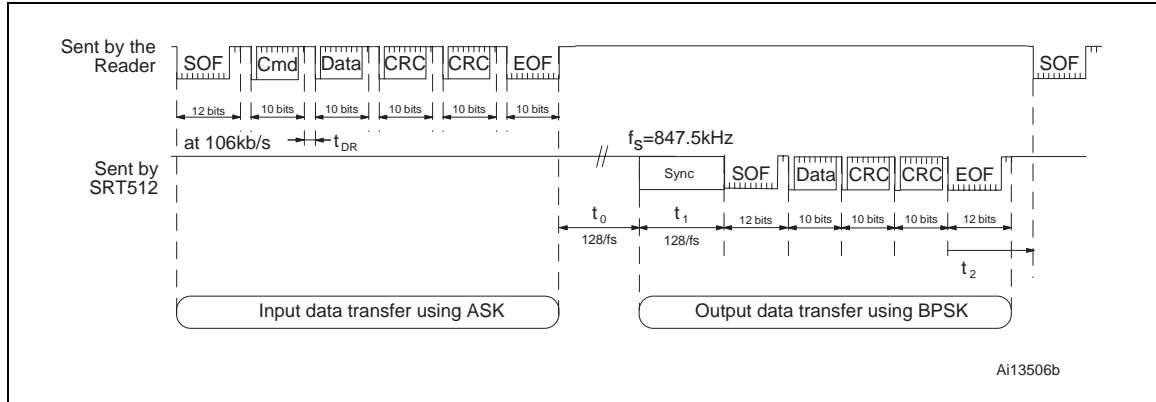 Sent by the
Reader
SOF Cmd Data CRC CRC EOF SOF
12 bits 10 bits 10 bits 10 bits 10 bits 10 bits
at 106kb/s tDR fS=847.5kHz
Sent by
SRT512
Sync SOF Data CRC CRC EOF
t0 t1 12 bits 10 bits 10 bits 10 bits 12 bits
128/fs 128/fs
t2
Input data transfer using ASK Output data transfer using BPSK
Ai13506b